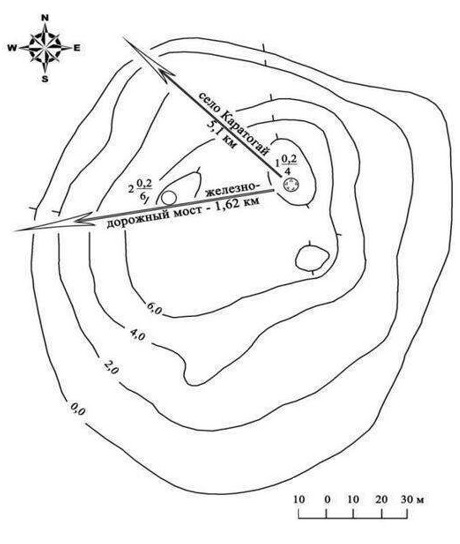 N
W E
S
село Каратогай
5,1 км
1 0,2
4
2 0,2
6
железно-
дорожный мост - 1,62 км
6,0
4,0
2,0
0,0
10 0 10 20 30 м